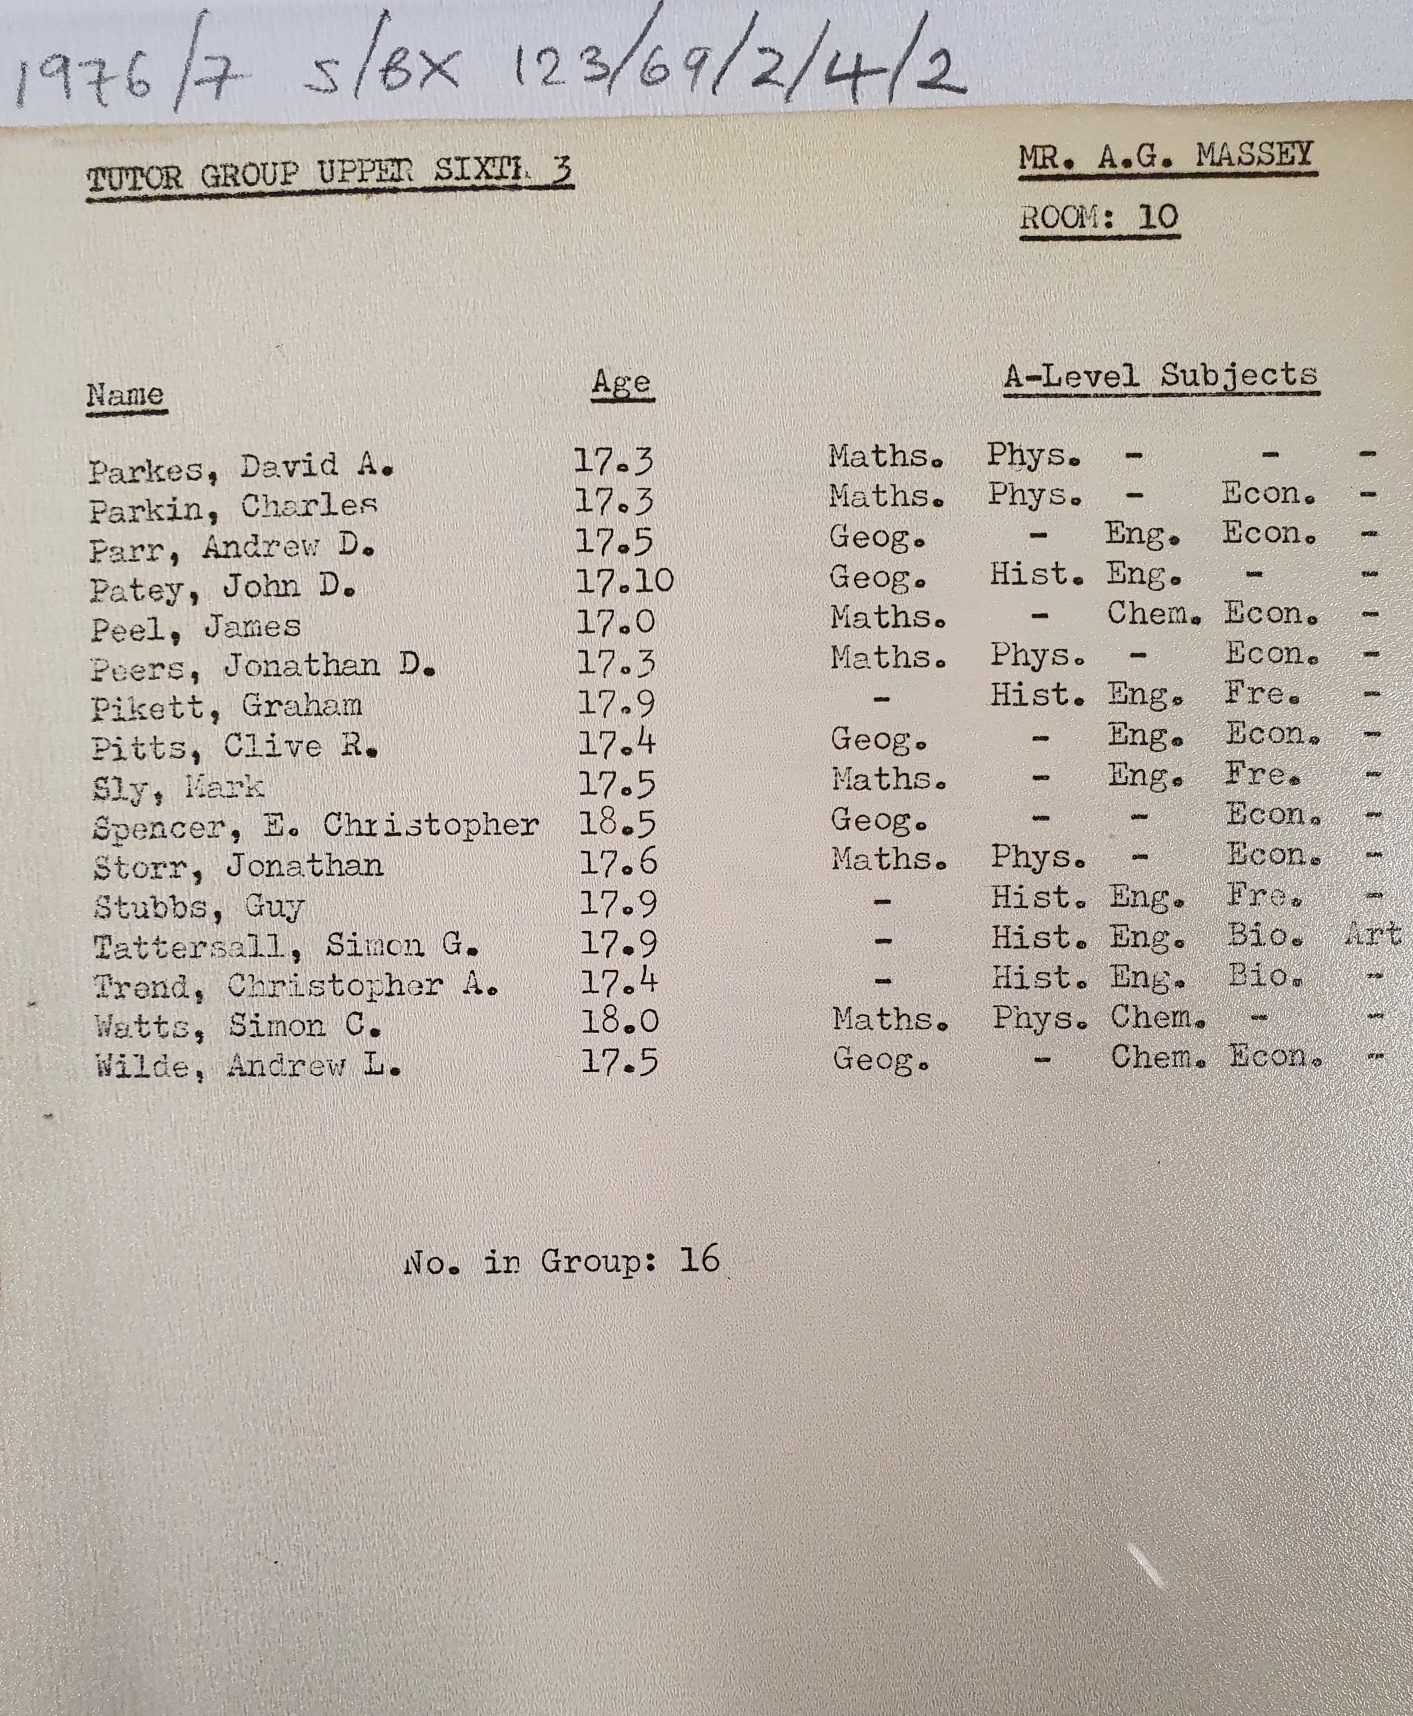 1976/7 S/BX 123/69/2/4/2
TUTOR GROUP UPPER SIXTH 3 MR. A.G. MASSEY
ROOM: 10
Name Age A-Level Subjects
Parkes, David A. 17.3 Maths. Phys. - - -
Parkin, Charles 17.3 Maths. Phys. - Econ. -
Parr, Andrew D. 17.5 Geog. - Eng. Econ. -
Patey, John D. 17.10 Geog. Hist. Eng. - -
Peel, James 17.0 Maths. - Chem. Econ. -
Peers, Jonathan D. 17.3 Maths. Phys. - Econ. -
Pikett, Graham 17.9 - Hist. Eng. Fre. -
Pitts, Clive R. 17.4 Geog. - Eng. Econ. -
Sly, Mark 17.5 Maths. - Eng. Fre. -
Spencer, E. Christopher 18.5 Geog. - - Econ. -
Storr, Jonathan 17.6 Maths. Phys. - Econ. -
Stubbs, Guy 17.9 - Hist. Eng. Fre. -
Tattersall, Simon G. 17.9 - Hist. Eng. Bio. Art
Trend, Christopher A. 17.4 - Hist. Eng. Bio. -
Watts, Simon C. 18.0 Maths. Phys. Chem. - -
Wilde, Andrew L. 17.5 Geog. - Chem. Econ. -
No. in Group: 16